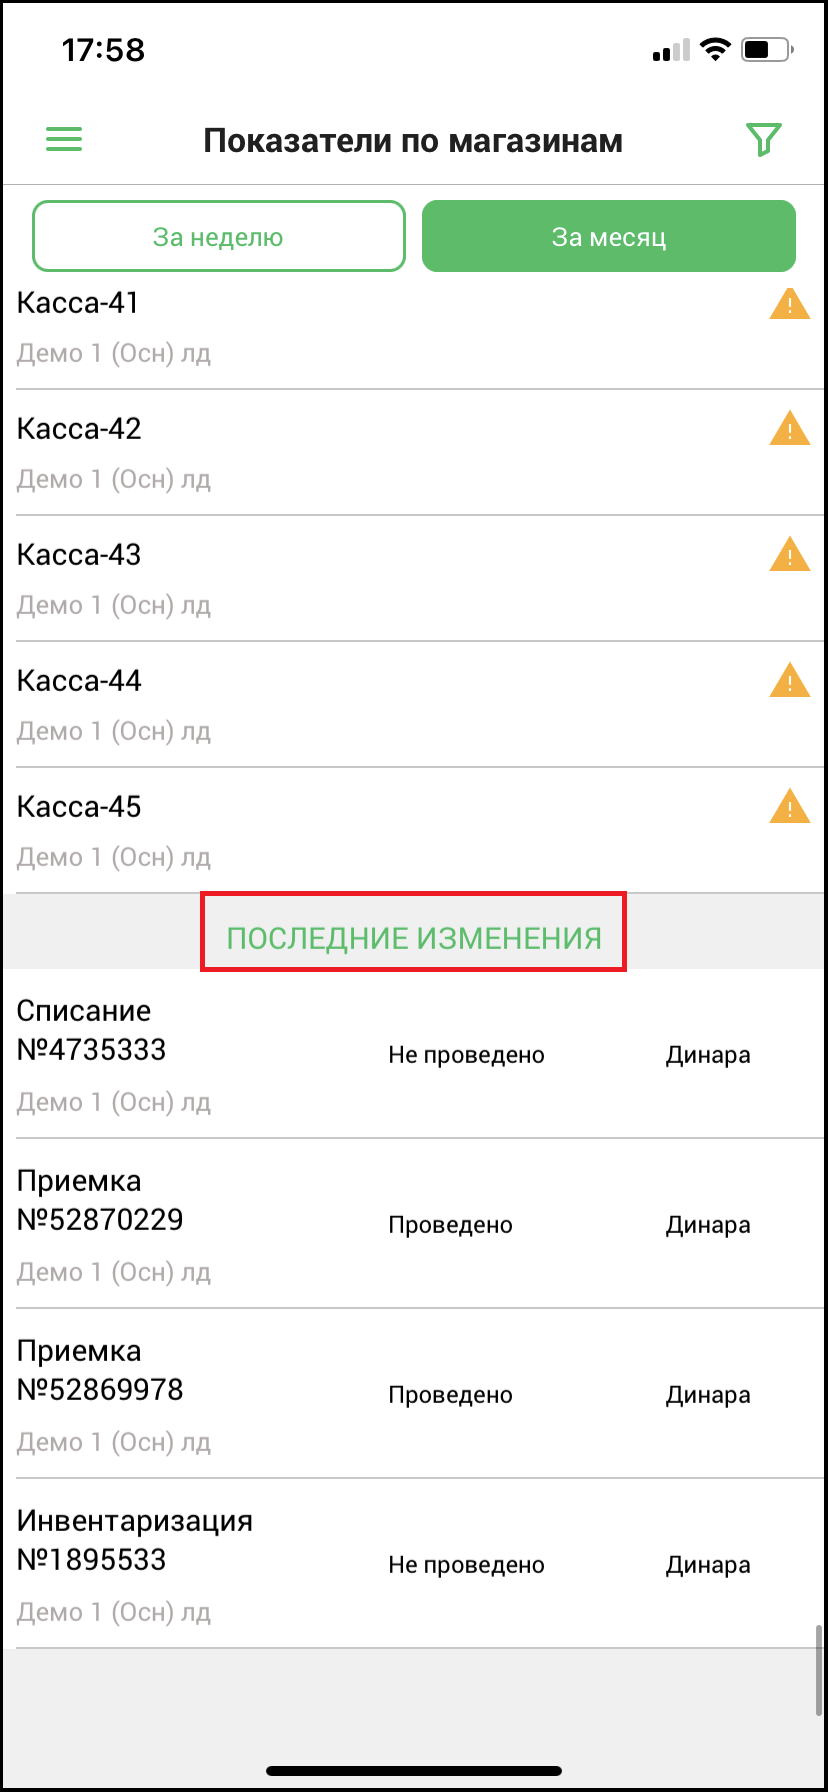 17:58
Показатели по магазинам
За неделю
За месяц
Касса-41
Демо 1 (Осн) лд
Касса-42
Демо 1 (Осн) лд
Касса-43
Демо 1 (Осн) лд
Касса-44
Демо 1 (Осн) лд
Касса-45
Демо 1 (Осн) лд
ПОСЛЕДНИЕ ИЗМЕНЕНИЯ
Списание
№4735333
Не проведено
Динара
Демо 1 (Осн) лд
Приемка
№52870229
Проведено
Динара
Демо 1 (Осн) лд
Приемка
№52869978
Проведено
Динара
Демо 1 (Осн) лд
Инвентаризация
№1895533
Не проведено
Динара
Демо 1 (Осн) лд